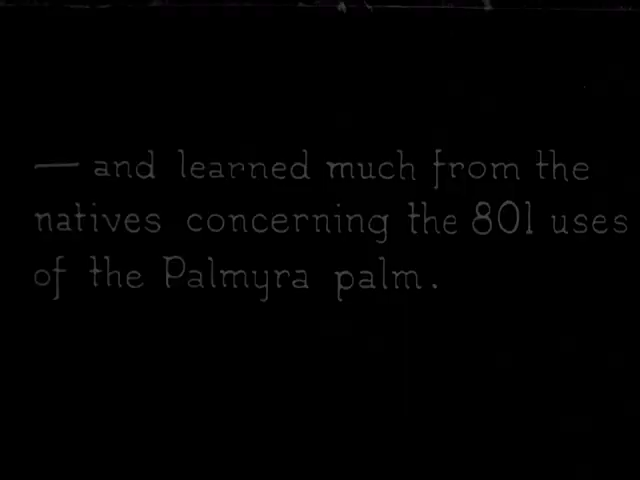 — and learned much from the
natives concerning the 801 uses
of the Palmyra palm.